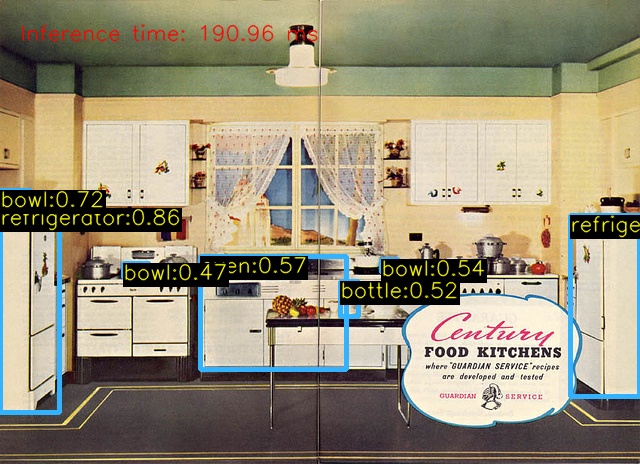 Inference time: 190.96 ms
bowl:0.72
refrigerator:0.86
refrige
en:0.57
bowl:0.47
bowl:0.54
bottle:0.52
Century
FOOD KITCHENS
where "GUARDIAN SERVICE" recipes
are developed and tested
GUARDIAN SERVICE